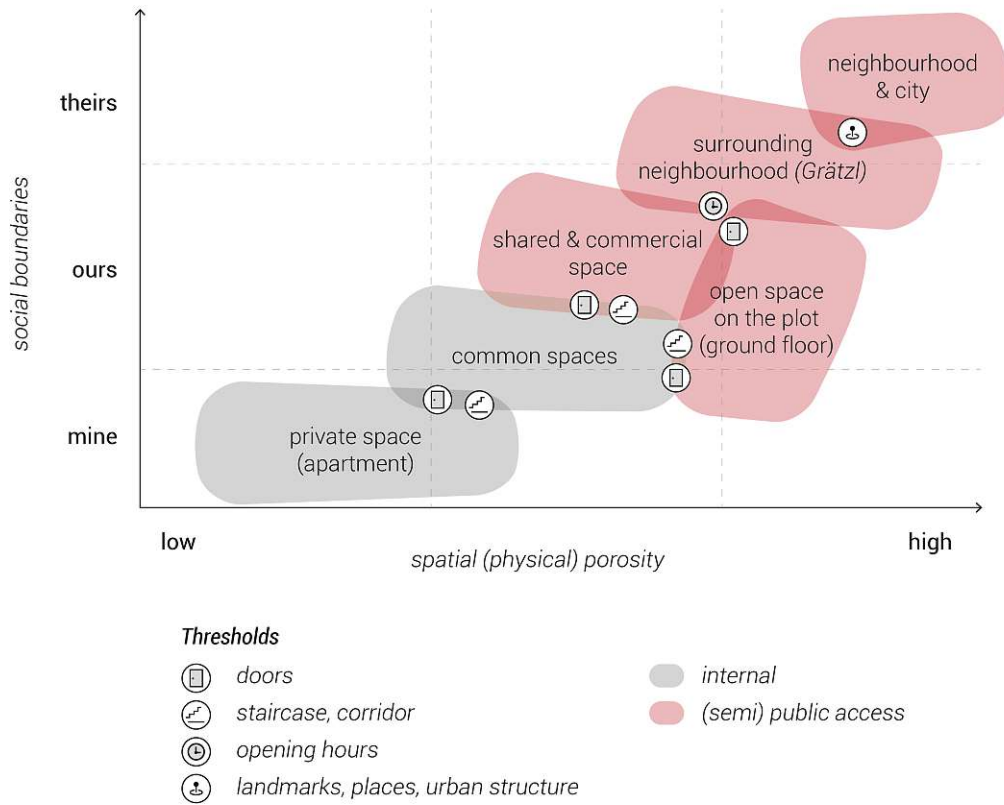 theirs
ours
mine
social boundaries
neighbourhood
& city
surrounding
neighbourhood (Grätzl)
shared & commercial
space
open space
on the plot
(ground floor)
common spaces
private space
(apartment)
low
high
spatial (physical) porosity
Thresholds
doors
staircase, corridor
opening hours
landmarks, places, urban structure
internal
(semi) public access